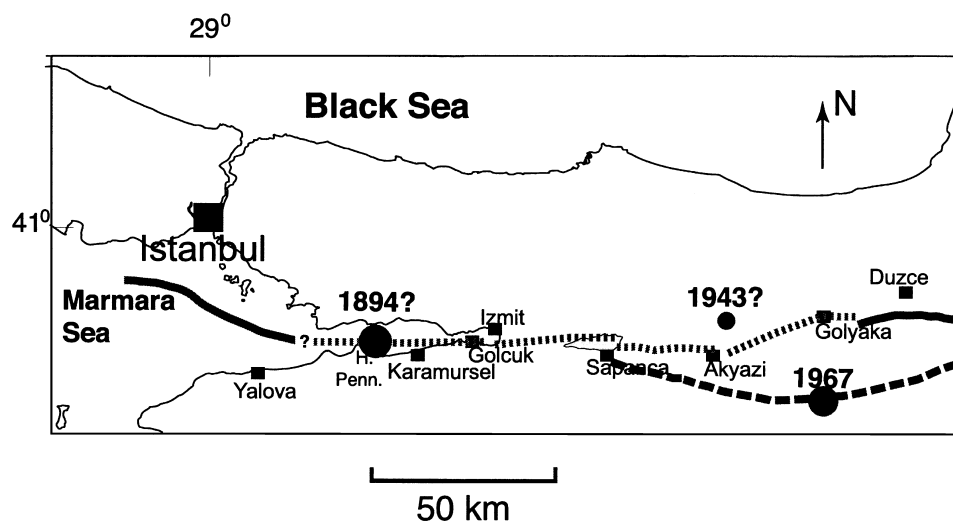 29⁰
Black Sea
N
41⁰
Istanbul
Duzce
Marmara
Sea
1894?
1943?
Izmit
Golyaka
?
H.
Penn.
Golcuk
Karamursel
Sapanca
Akyazi
Yalova
1967
50 km